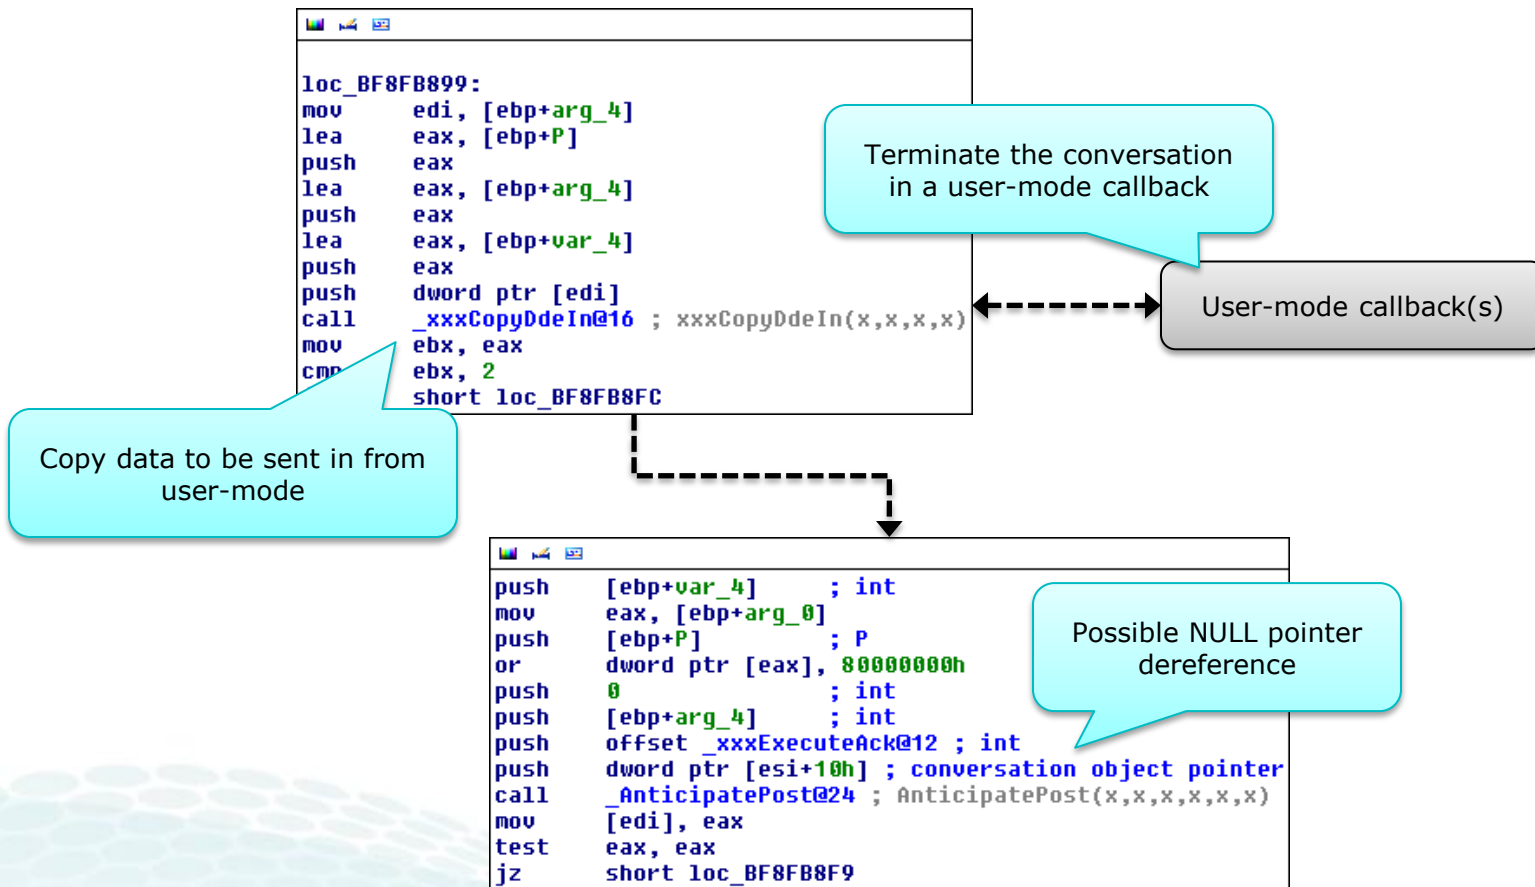 loc_BF8FB899:
mov edi, [ebp+arg_4]
lea eax, [ebp+P]
push eax
lea eax, [ebp+arg_4]
push eax
lea eax, [ebp+var_4]
push eax
push dword ptr [edi]
call _xxxCopyDdeIn@16 ; xxxCopyDdeIn(x,x,x,x)
mov ebx, eax
cmp ebx, 2
short loc_BF8FB8FC
Terminate the conversation
in a user-mode callback
User-mode callback(s)
Copy data to be sent in from
user-mode
push [ebp+var_4] ; int
mov eax, [ebp+arg_0]
push [ebp+P] ; P
or dword ptr [eax], 80000000h
push 0 ; int
push [ebp+arg_4] ; int
push offset _xxxExecuteAck@12 ; int
push dword ptr [esi+10h] ; conversation object pointer
call _AnticipatePost@24 ; AnticipatePost(x,x,x,x,x,x)
mov [edi], eax
test eax, eax
jz short loc_BF8FB8F9
Possible NULL pointer
dereference